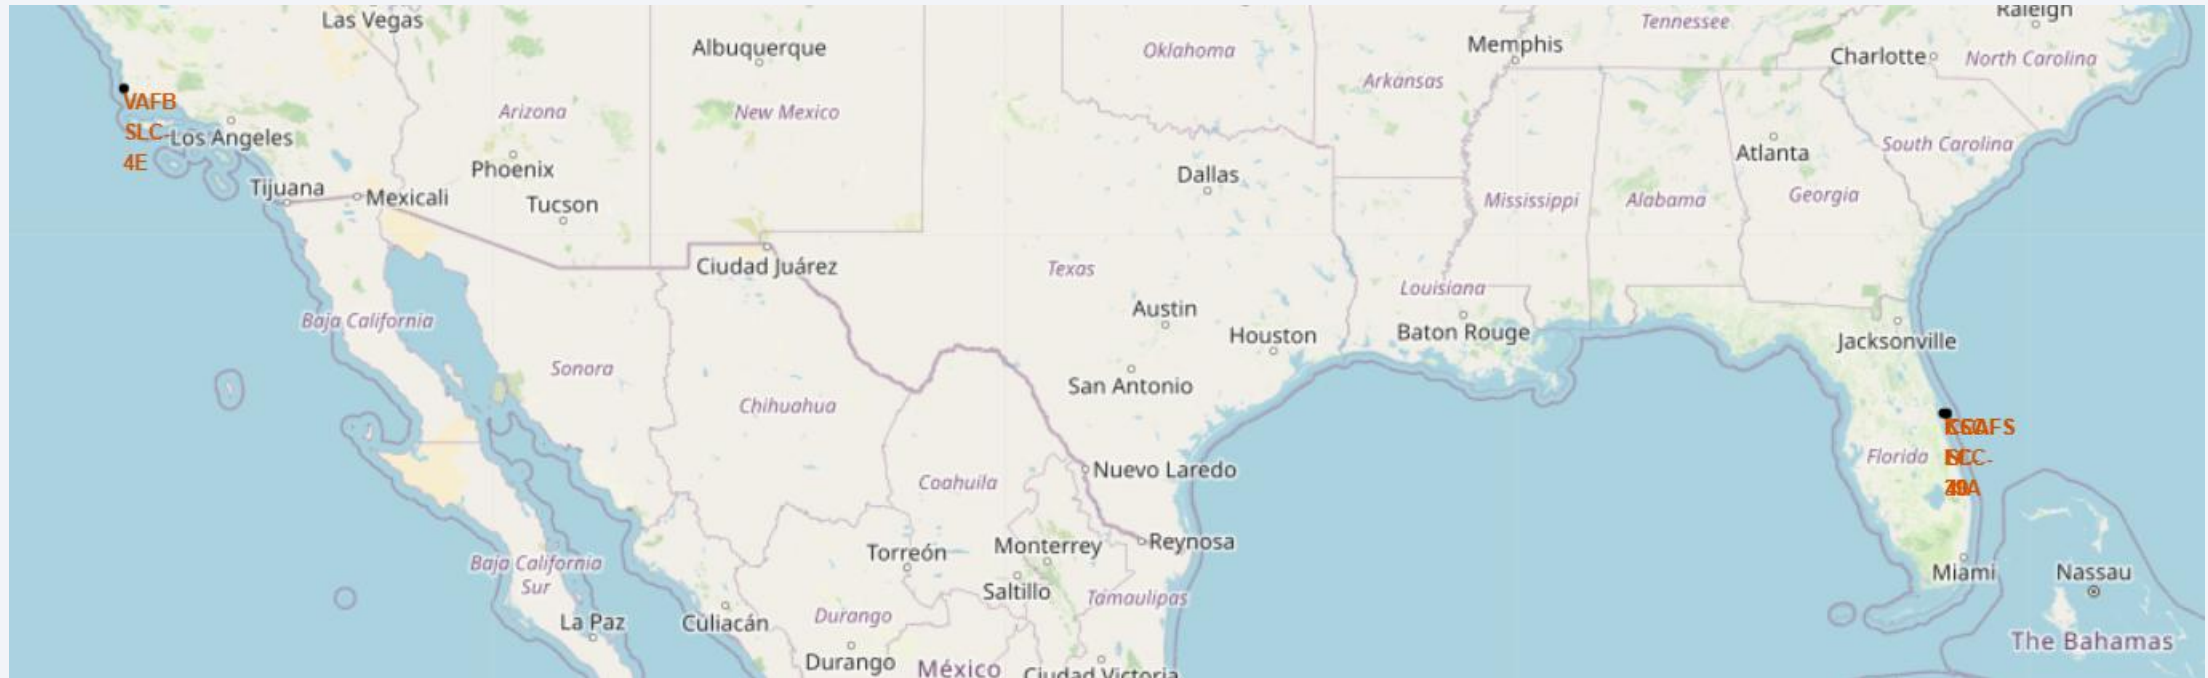 Las Vegas
Albuquerque
Oklahoma
Memphis
Tennessee
Raleigh
Charlotte
North Carolina
Arkansas
VAFB
SLC-
4E
Los Angeles
Arizona
New Mexico
Phoenix
Tucson
Tijuana
Mexicali
Dallas
Atlanta
South Carolina
Mississippi
Alabama
Georgia
Ciudad Juárez
Texas
Louisiana
Baja California
Austin
Houston
Baton Rouge
Jacksonville
Sonora
San Antonio
Chihuahua
Florida
Coahuila
Nuevo Laredo
Reynosa
Torreón
Monterrey
Saltillo
Tamaulipas
Baja California
Sur
La Paz
Culiacán
Durango
Durango
México
Ciudad Victoria
Miami
Nassau
The Bahamas